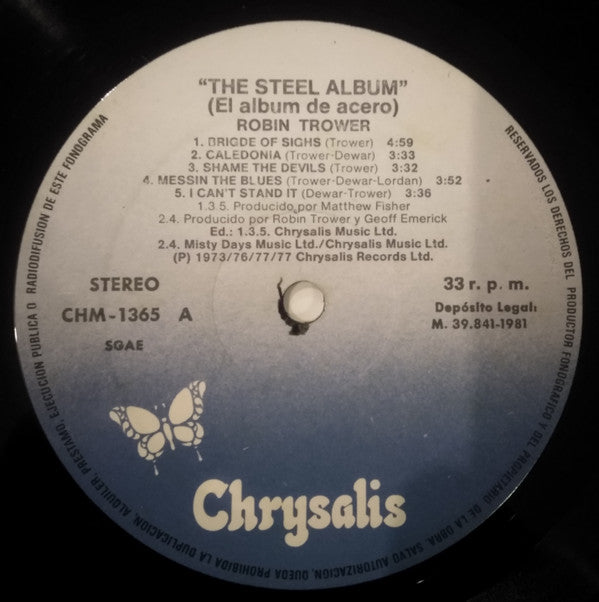 "THE STEEL ALBUM"
(El album de acero)
ROBIN TROWER
1. BRIGDE OF SIGHS (Trower) 4:59
2. CALEDONIA (Trower-Dewar) 3:33
3. SHAME THE DEVILS (Trower) 3:32
4. MESSIN THE BLUES (Trower-Dewar-Lordan) 3:52
5. I CAN'T STAND IT (Dewar-Trower) 3:36
1.3.5. Producido por Matthew Fisher
2.4. Producido por Robin Trower y Geoff Emerick
Ed.: 1.3.5. Chrysalis Music Ltd.
2.4. Misty Days Music Ltd./Chrysalis Music Ltd.
(P) 1973/76/77/77 Chrysalis Records Ltd.
STEREO
CHM-1365 A
SGAE
33 r. p. m.
Depósito Legal:
M. 39.841-1981
Chrysalis
RESERVADOS LOS DERECHOS DEL PRODUCTOR FONOGRAFICO Y DEL PROPIETARIO DE LA OBRA. SALVO AUTORIZACION, QUEDA PROHIBIDA LA DUPLICACION, ALQUILER, PRESTAMO, EJECUCION PUBLICA O RADIODIFUSION DE ESTE FONOGRAMA